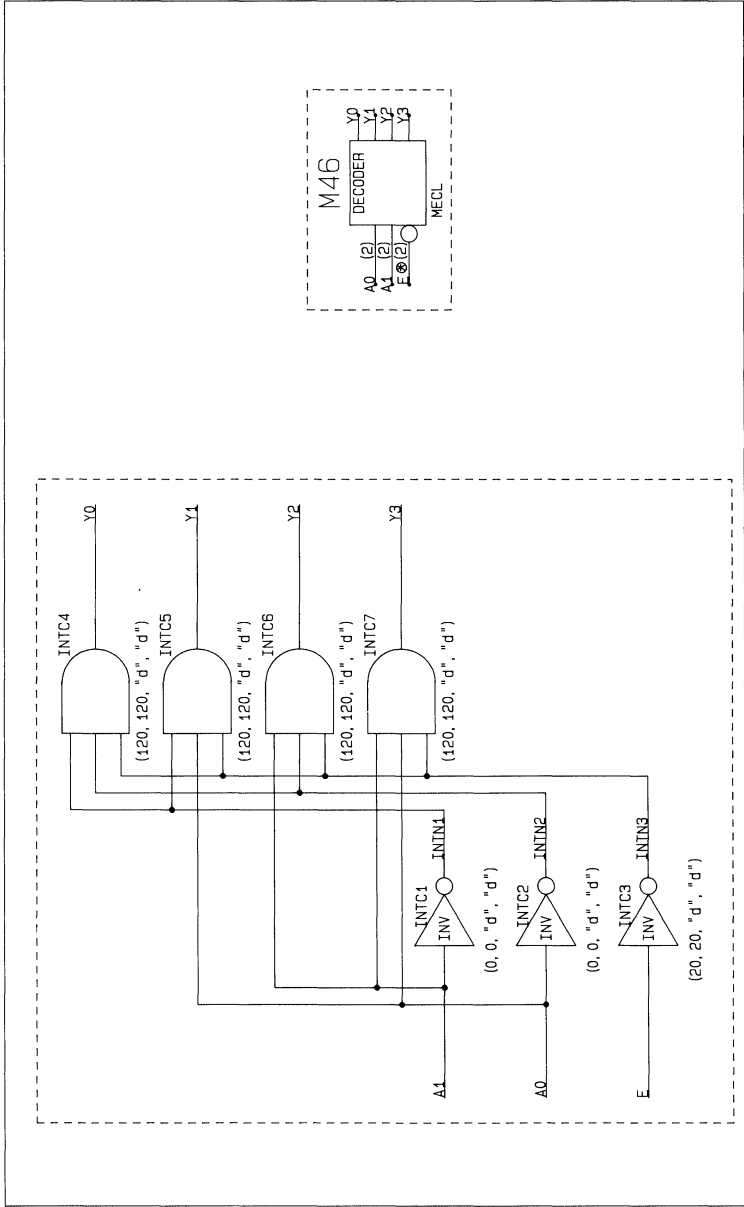 M46
DECODER
A0 (2)
A1 (2)
E ⊛ (2)
Y0
Y1
Y2
Y3
MECL
INTC4
Y0
(120, 120, "d", "d")
INTC5
Y1
(120, 120, "d", "d")
INTC6
Y2
(120, 120, "d", "d")
INTC7
Y3
(120, 120, "d", "d")
A1
INTC1
INV
INTN1
(0, 0, "d", "d")
A0
INTC2
INV
INTN2
(0, 0, "d", "d")
E
INTC3
INV
INTN3
(20, 20, "d", "d")